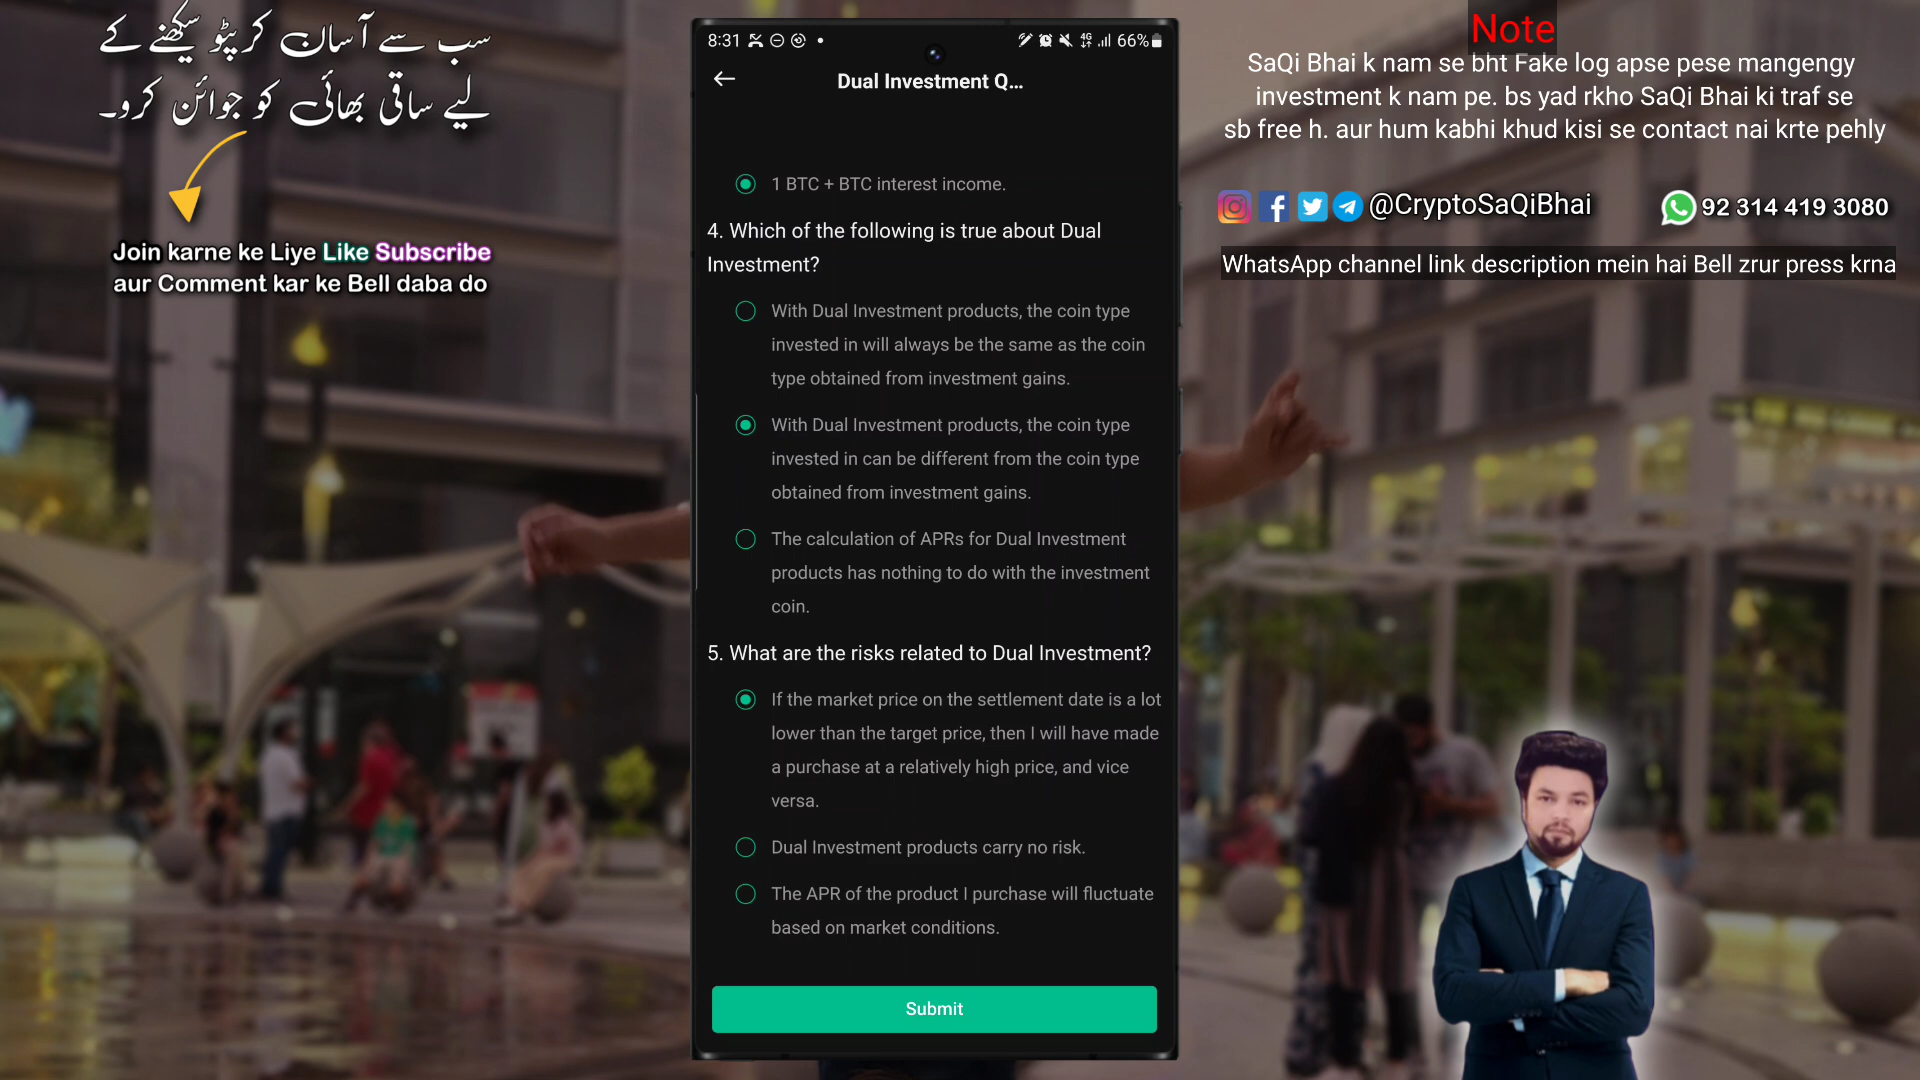 سب سے آسان کرپٹو سکھنے کے
لیے ساقی بھائی کو جوائن کرو۔
Join karne ke Liye Like Subscribe
aur Comment kar ke Bell daba do
8:31
4G
66%
Dual Investment Q...
1 BTC + BTC interest income.
4. Which of the following is true about Dual
Investment?
With Dual Investment products, the coin type
invested in will always be the same as the coin
type obtained from investment gains.
With Dual Investment products, the coin type
invested in can be different from the coin type
obtained from investment gains.
The calculation of APRs for Dual Investment
products has nothing to do with the investment
coin.
5. What are the risks related to Dual Investment?
If the market price on the settlement date is a lot
lower than the target price, then I will have made
a purchase at a relatively high price, and vice
versa.
Dual Investment products carry no risk.
The APR of the product I purchase will fluctuate
based on market conditions.
Submit
Note
SaQi Bhai k nam se bht Fake log apse pese mangengy
investment k nam pe. bs yad rkho SaQi Bhai ki traf se
sb free h. aur hum kabhi khud kisi se contact nai krte pehly
@CryptoSaQiBhai
92 314 419 3080
WhatsApp channel link description mein hai Bell zrur press krna